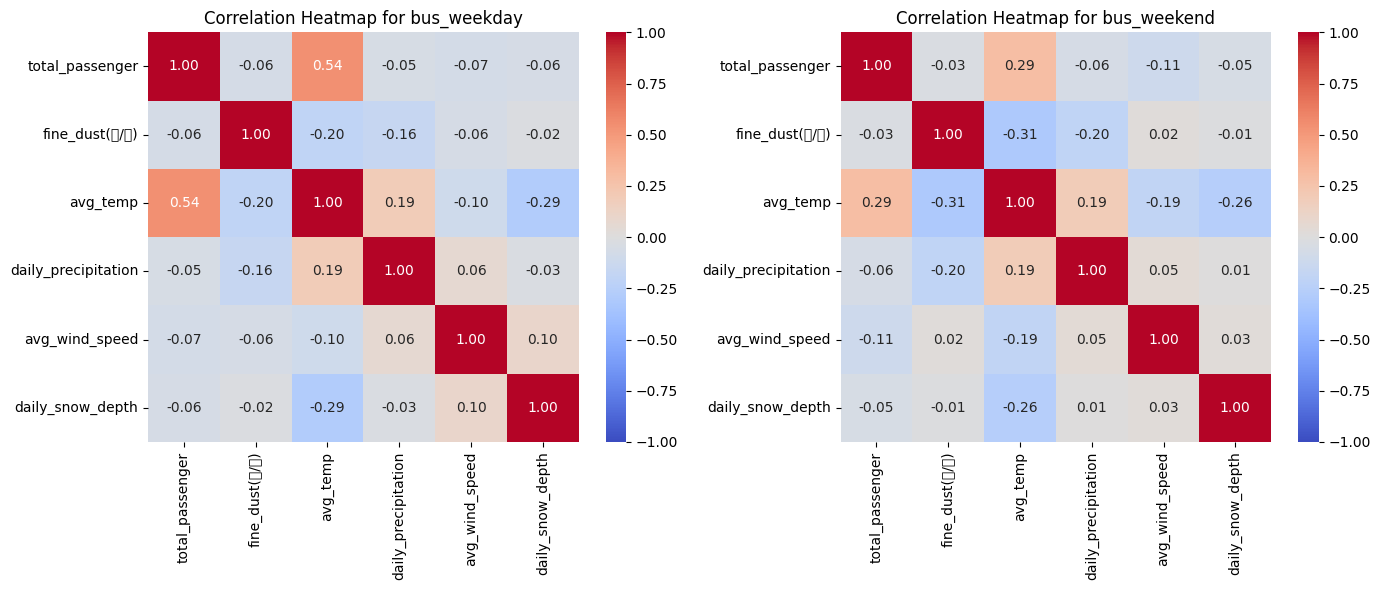 Correlation Heatmap for bus_weekday
total_passenger 1.00 -0.06 0.54 -0.05 -0.07 -0.06
fine_dust(▯/▯) -0.06 1.00 -0.20 -0.16 -0.06 -0.02
avg_temp 0.54 -0.20 1.00 0.19 -0.10 -0.29
daily_precipitation -0.05 -0.16 0.19 1.00 0.06 -0.03
avg_wind_speed -0.07 -0.06 -0.10 0.06 1.00 0.10
daily_snow_depth -0.06 -0.02 -0.29 -0.03 0.10 1.00
total_passenger
fine_dust(▯/▯)
avg_temp
daily_precipitation
avg_wind_speed
daily_snow_depth
1.00
0.75
0.50
0.25
0.00
−0.25
−0.50
−0.75
−1.00
Correlation Heatmap for bus_weekend
total_passenger 1.00 -0.03 0.29 -0.06 -0.11 -0.05
fine_dust(▯/▯) -0.03 1.00 -0.31 -0.20 0.02 -0.01
avg_temp 0.29 -0.31 1.00 0.19 -0.19 -0.26
daily_precipitation -0.06 -0.20 0.19 1.00 0.05 0.01
avg_wind_speed -0.11 0.02 -0.19 0.05 1.00 0.03
daily_snow_depth -0.05 -0.01 -0.26 0.01 0.03 1.00
total_passenger
fine_dust(▯/▯)
avg_temp
daily_precipitation
avg_wind_speed
daily_snow_depth
1.00
0.75
0.50
0.25
0.00
−0.25
−0.50
−0.75
−1.00